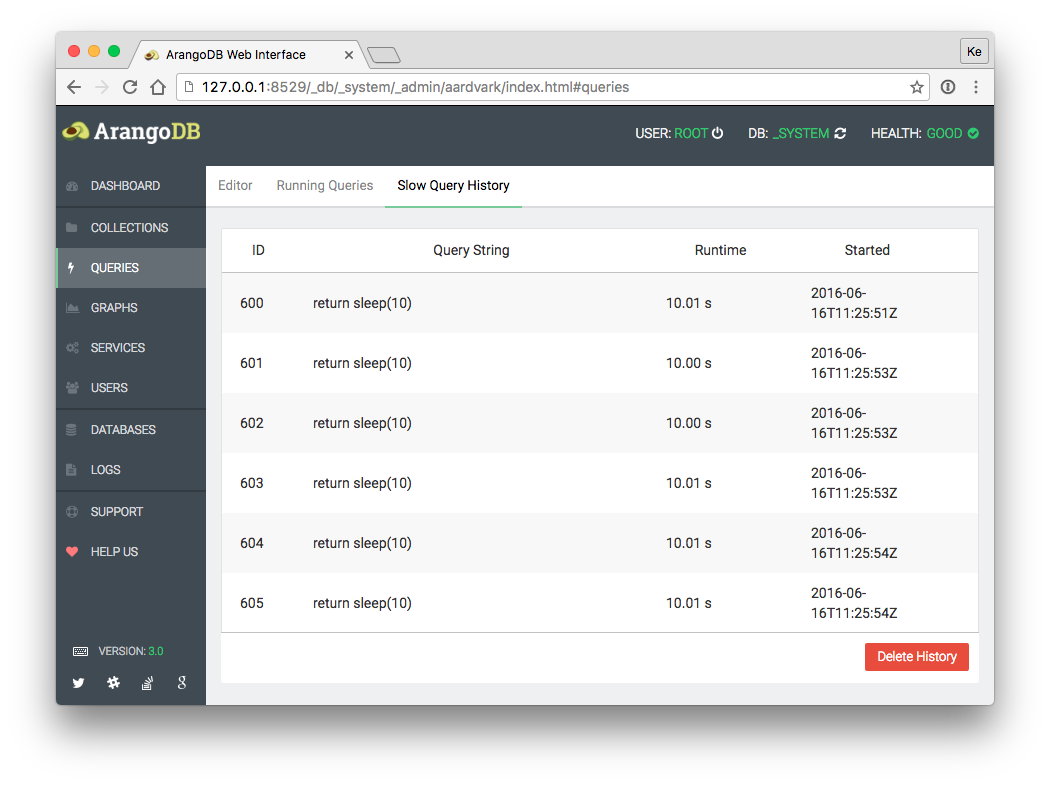 ArangoDB Web Interface
Ke
127.0.0.1:8529/_db/_system/_admin/aardvark/index.html#queries
ArangoDB
USER: ROOT
DB: _SYSTEM
HEALTH: GOOD
DASHBOARD
COLLECTIONS
QUERIES
GRAPHS
SERVICES
USERS
DATABASES
LOGS
SUPPORT
HELP US
VERSION: 3.0
Editor
Running Queries
Slow Query History
ID Query String Runtime Started
600 return sleep(10) 10.01 s 2016-06-
16T11:25:51Z
601 return sleep(10) 10.00 s 2016-06-
16T11:25:53Z
602 return sleep(10) 10.00 s 2016-06-
16T11:25:53Z
603 return sleep(10) 10.01 s 2016-06-
16T11:25:53Z
604 return sleep(10) 10.01 s 2016-06-
16T11:25:54Z
605 return sleep(10) 10.01 s 2016-06-
16T11:25:54Z
Delete History